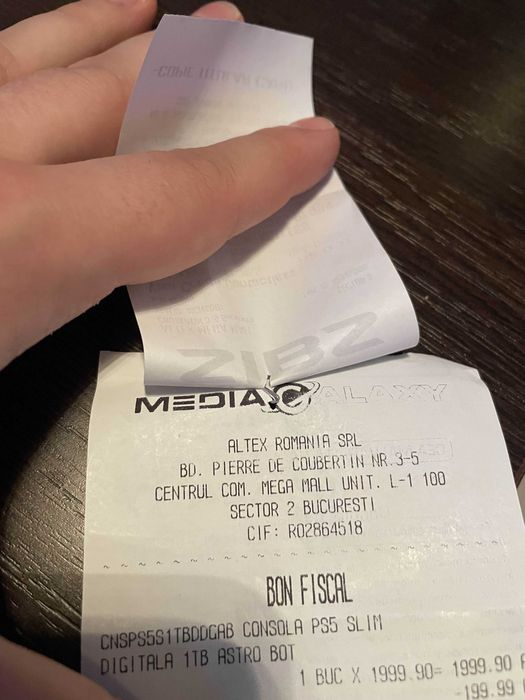 MEDIA GALAXY
ALTEX ROMANIA SRL
BD. PIERRE DE COUBERTIN NR.3-5
CENTRUL COM. MEGA MALL UNIT. L-1 100
SECTOR 2 BUCURESTI
CIF: RO2864518
BON FISCAL
CNSPS5S1TBDDGAB CONSOLA PS5 SLIM
DIGITALA 1TB ASTRO BOT
1 BUC X 1999.90= 1999.90
-199.99